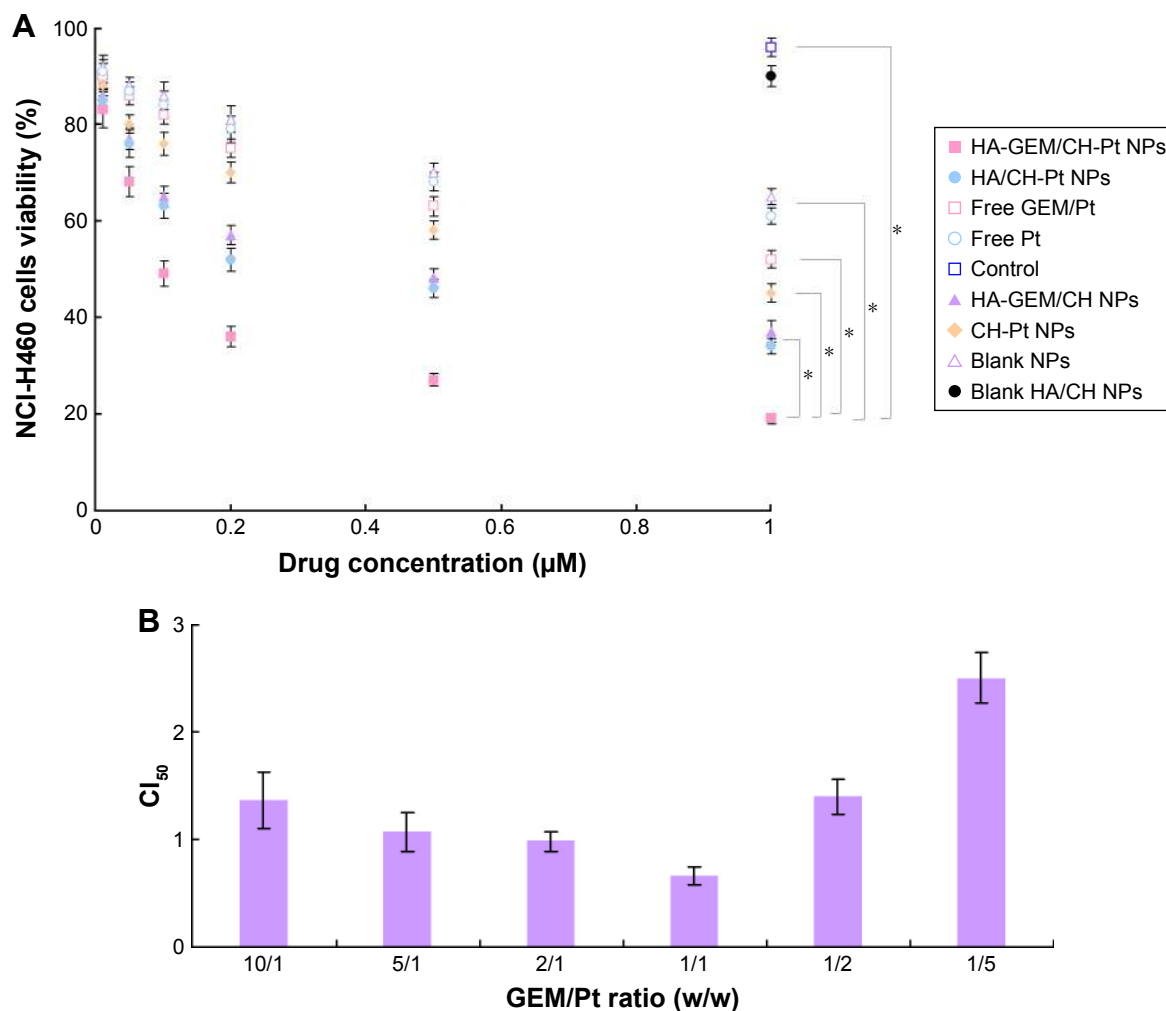 A
NCI-H460 cells viability (%)
100
80
60
40
20
0
0
0.2
0.4
0.6
0.8
1
Drug concentration (µM)
*
*
*
*
*
HA-GEM/CH-Pt NPs
HA/CH-Pt NPs
Free GEM/Pt
Free Pt
Control
HA-GEM/CH NPs
CH-Pt NPs
Blank NPs
Blank HA/CH NPs
B
CI50
3
2
1
0
10/1
5/1
2/1
1/1
1/2
1/5
GEM/Pt ratio (w/w)